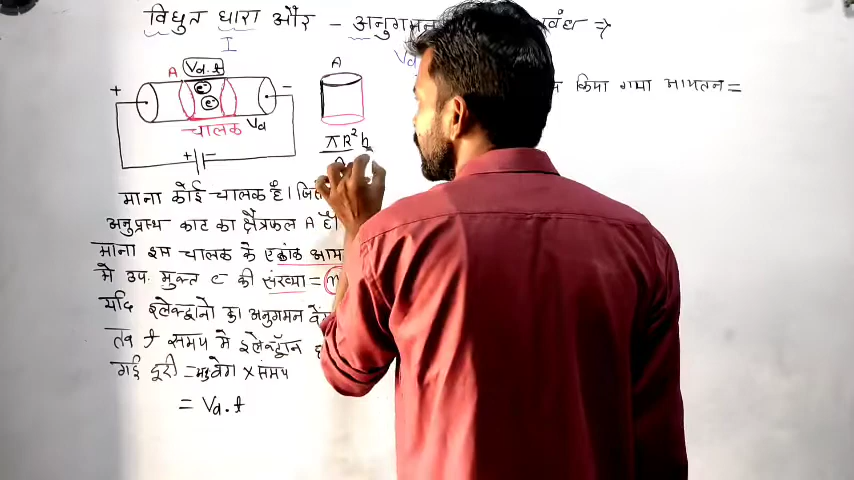 विधुत धारा और - अनुगमन संबंध ⇒
I
Vd
A
Vd.t
A
+
-
e-
e-
चालक Vd
+ -
πR²h
किया गया आयतन =
माना कोई चालक है।
अनुप्रस्थ काट का क्षेत्रफल A है।
माना इस चालक के एकांक आय
मे उप. मुक्त e की संख्या = n
यदि इलेक्ट्रानो का अनुगमन वे
तब t समय मे इलेक्ट्रॉन
गई दूरी = अनुवेग × समय
= Vd.t